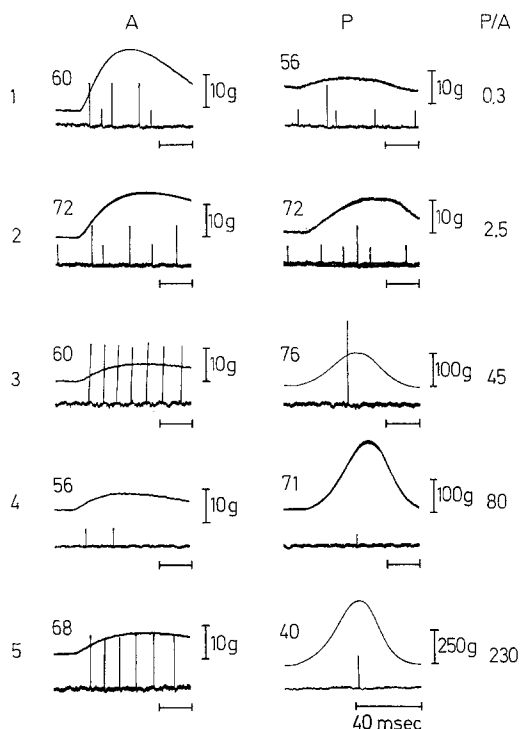 A P P/A
1 60 10g 56 10g 0,3
2 72 10g 72 10g 2,5
3 60 10g 76 100g 45
4 56 10g 71 100g 80
5 68 10g 40 250g 230
40 msec